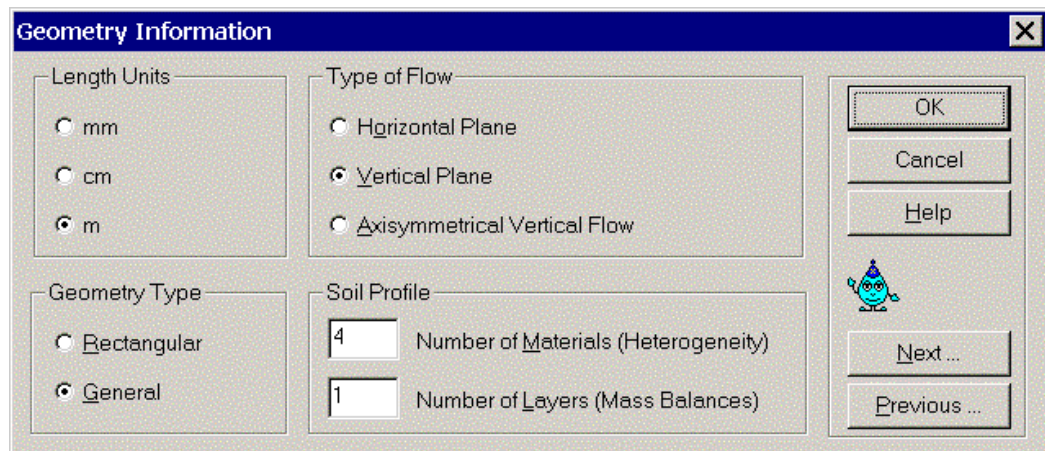 Geometry Information
Length Units
mm
cm
m
Type of Flow
Horizontal Plane
Vertical Plane
Axisymmetrical Vertical Flow
Geometry Type
Rectangular
General
Soil Profile
4 Number of Materials (Heterogeneity)
1 Number of Layers (Mass Balances)
OK
Cancel
Help
Next ...
Previous ...